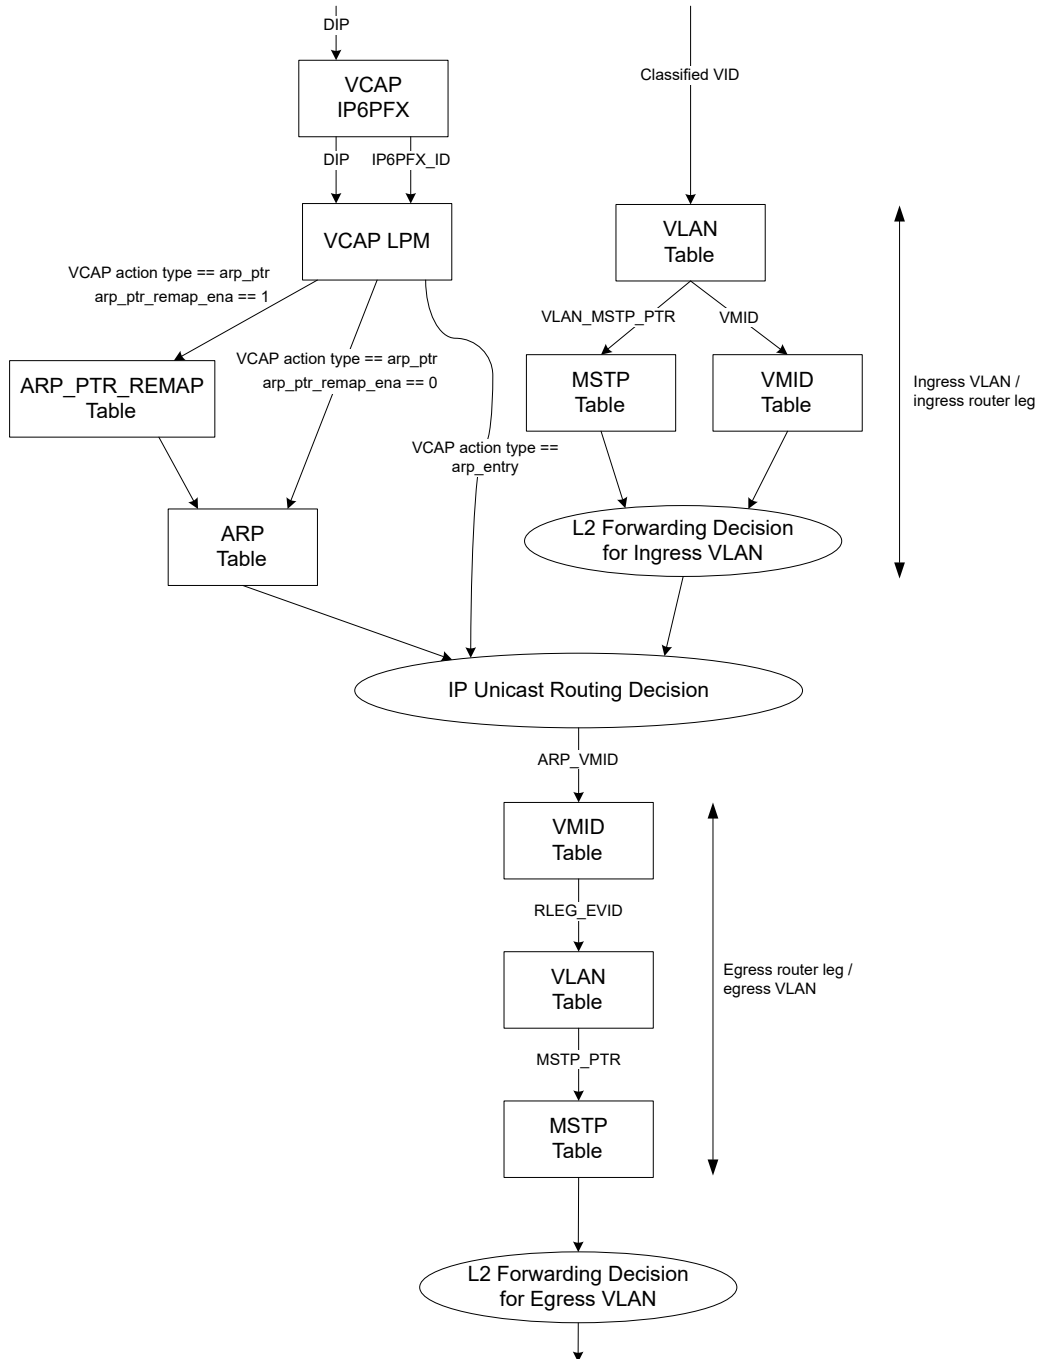 DIP
Classified VID
VCAP
IP6PFX
DIP
IP6PFX_ID
VCAP LPM
VLAN
Table
VCAP action type == arp_ptr
arp_ptr_remap_ena == 1
VLAN_MSTP_PTR
VMID
VCAP action type == arp_ptr
arp_ptr_remap_ena == 0
ARP_PTR_REMAP
Table
MSTP
Table
VMID
Table
Ingress VLAN /
ingress router leg
VCAP action type ==
arp_entry
ARP
Table
L2 Forwarding Decision
for Ingress VLAN
IP Unicast Routing Decision
ARP_VMID
VMID
Table
RLEG_EVID
VLAN
Table
Egress router leg /
egress VLAN
MSTP_PTR
MSTP
Table
L2 Forwarding Decision
for Egress VLAN